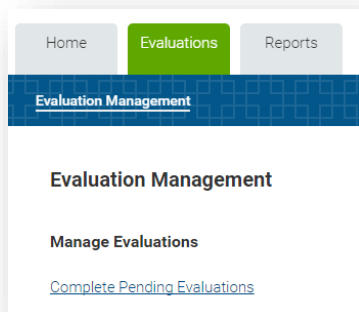 Home Evaluations Reports
Evaluation Management
Evaluation Management
Manage Evaluations
Complete Pending Evaluations